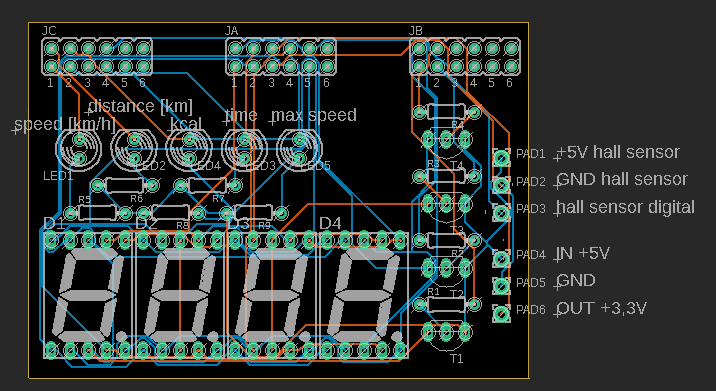 JC JA JB
1 2 3 4 5 6 1 2 3 4 5 6 1 2 3 4 5 6
distance [km]
speed [km/h] kcal time max speed
R4
LED1 LED2 LED4 LED3 LED5
T4
R3
PAD1 +5V hall sensor
PAD2 GND hall sensor
PAD3 hall sensor digital
R5 R6 R7
R8 R9
D1 D2 D3 D4
T3
R2
PAD4 IN +5V
PAD5 GND
R1 T2
PAD6 OUT +3,3V
T1